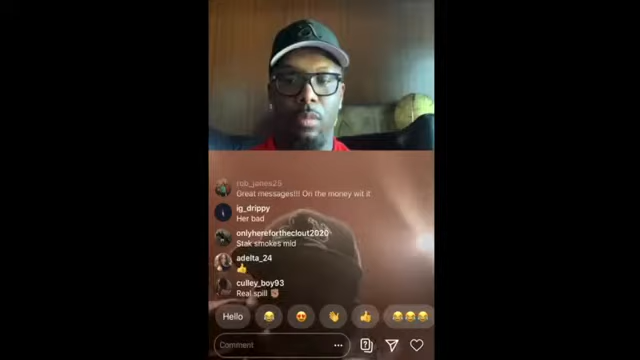 rob_james25
Great messages!!! On the money wit it
ig_drippy
Her bad
onlyherefortheclout2020
Stak smokes mid
adelta_24
👍
culley_boy93
Real spill
Hello
Comment